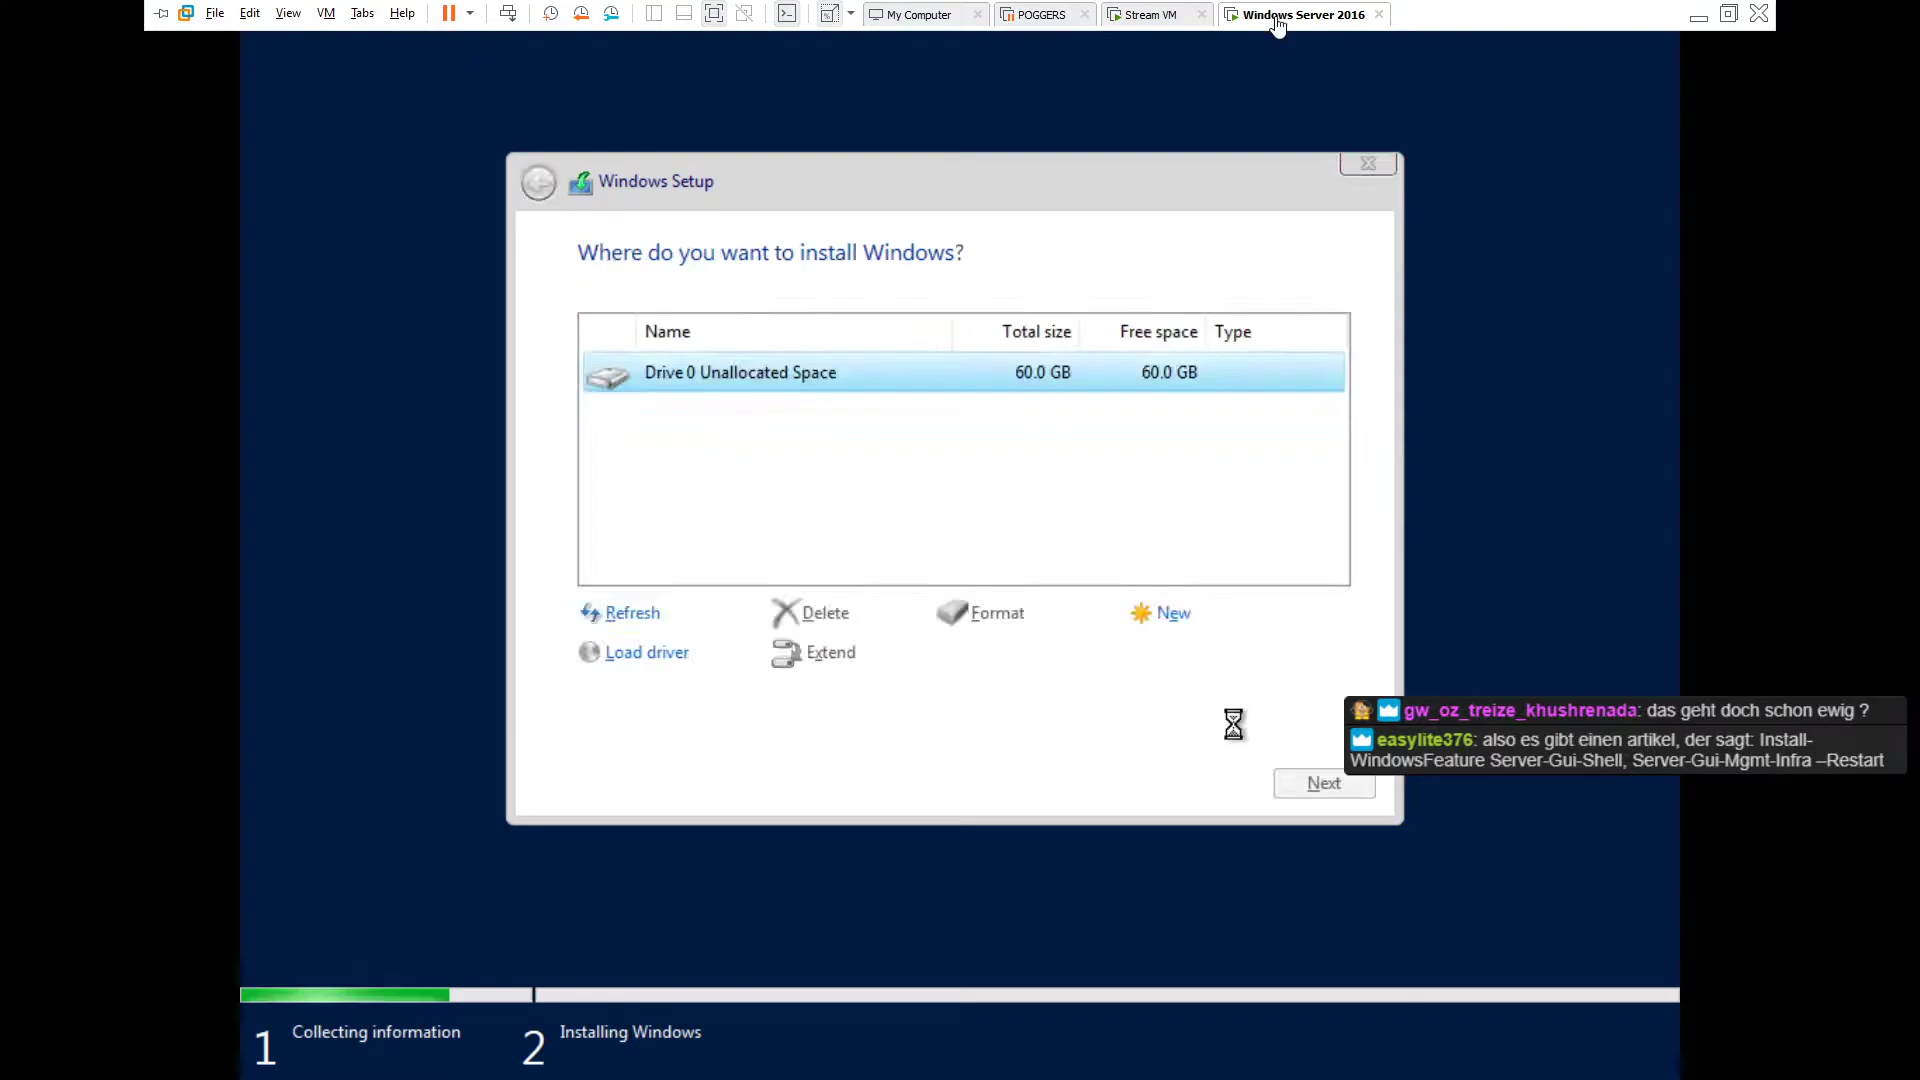 File Edit View VM Tabs Help My Computer POGGERS Stream VM Windows Server 2016
Windows Setup
Where do you want to install Windows?
Name Total size Free space Type
Drive 0 Unallocated Space 60.0 GB 60.0 GB
Refresh Delete Format New
Load driver Extend
gw_oz_treize_khushrenada: das geht doch schon ewig ?
easylite376: also es gibt einen artikel, der sagt: Install-
WindowsFeature Server-Gui-Shell, Server-Gui-Mgmt-Infra –Restart
Next
1 Collecting information 2 Installing Windows